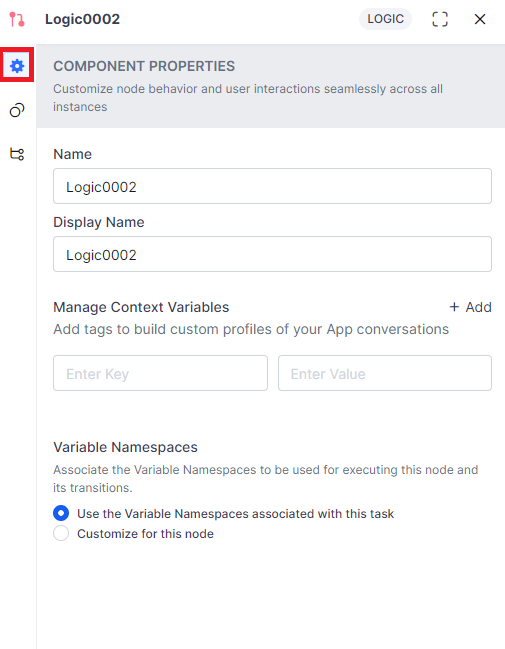 Logic0002
LOGIC
COMPONENT PROPERTIES
Customize node behavior and user interactions seamlessly across all
instances
Name
Logic0002
Display Name
Logic0002
Manage Context Variables
+ Add
Add tags to build custom profiles of your App conversations
Enter Key
Enter Value
Variable Namespaces
Associate the Variable Namespaces to be used for executing this node and
its transitions.
Use the Variable Namespaces associated with this task
Customize for this node